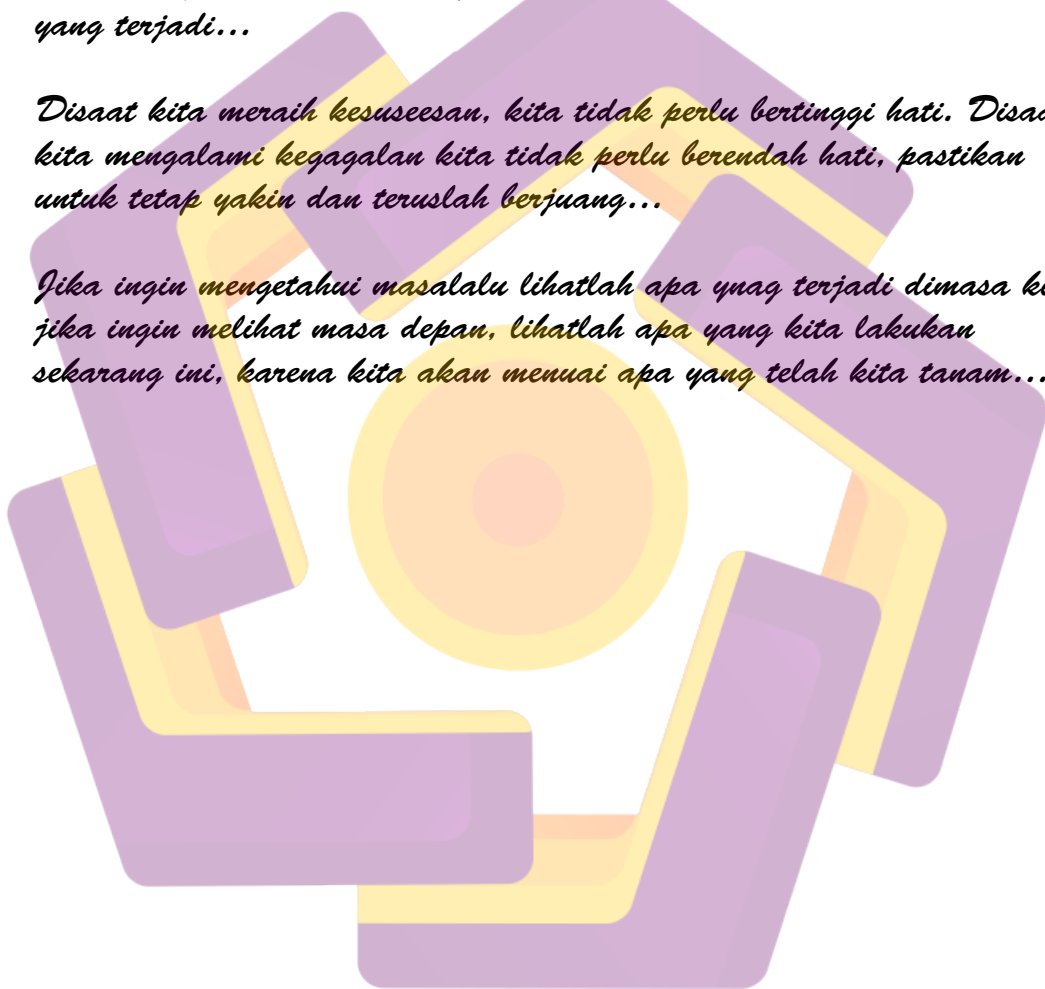 yang terjadi...
Disaat kita meraih kesuseesan, kita tidak perlu bertinggi hati.
kita mengalami kegagalan kita tidak perlu berendah hati, pastikan
untuk tetap yakin dan teruslah berjuang...
Jika ingin mengetahui masalalu lihatlah apa ynag terjadi dimasa
jika ingin melihat masa depan, lihatlah apa yang kita lakukan
sekarang ini, karena kita akan menuai apa yang telah kita tanam...